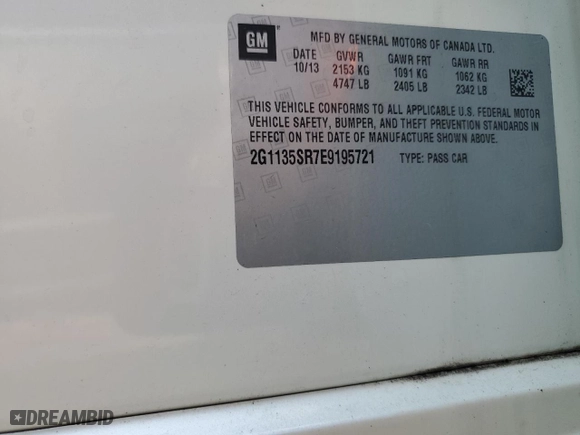 GM
MFD BY GENERAL MOTORS OF CANADA LTD.
DATE GVWR GAWR FRT GAWR RR
10/13 2153 KG 1091 KG 1062 KG
4747 LB 2405 LB 2342 LB
THIS VEHICLE CONFORMS TO ALL APPLICABLE U.S. FEDERAL MOTOR
VEHICLE SAFETY, BUMPER, AND THEFT PREVENTION STANDARDS IN
EFFECT ON THE DATE OF MANUFACTURE SHOWN ABOVE.
2G1135SR7E9195721 TYPE: PASS CAR
DREAMBID